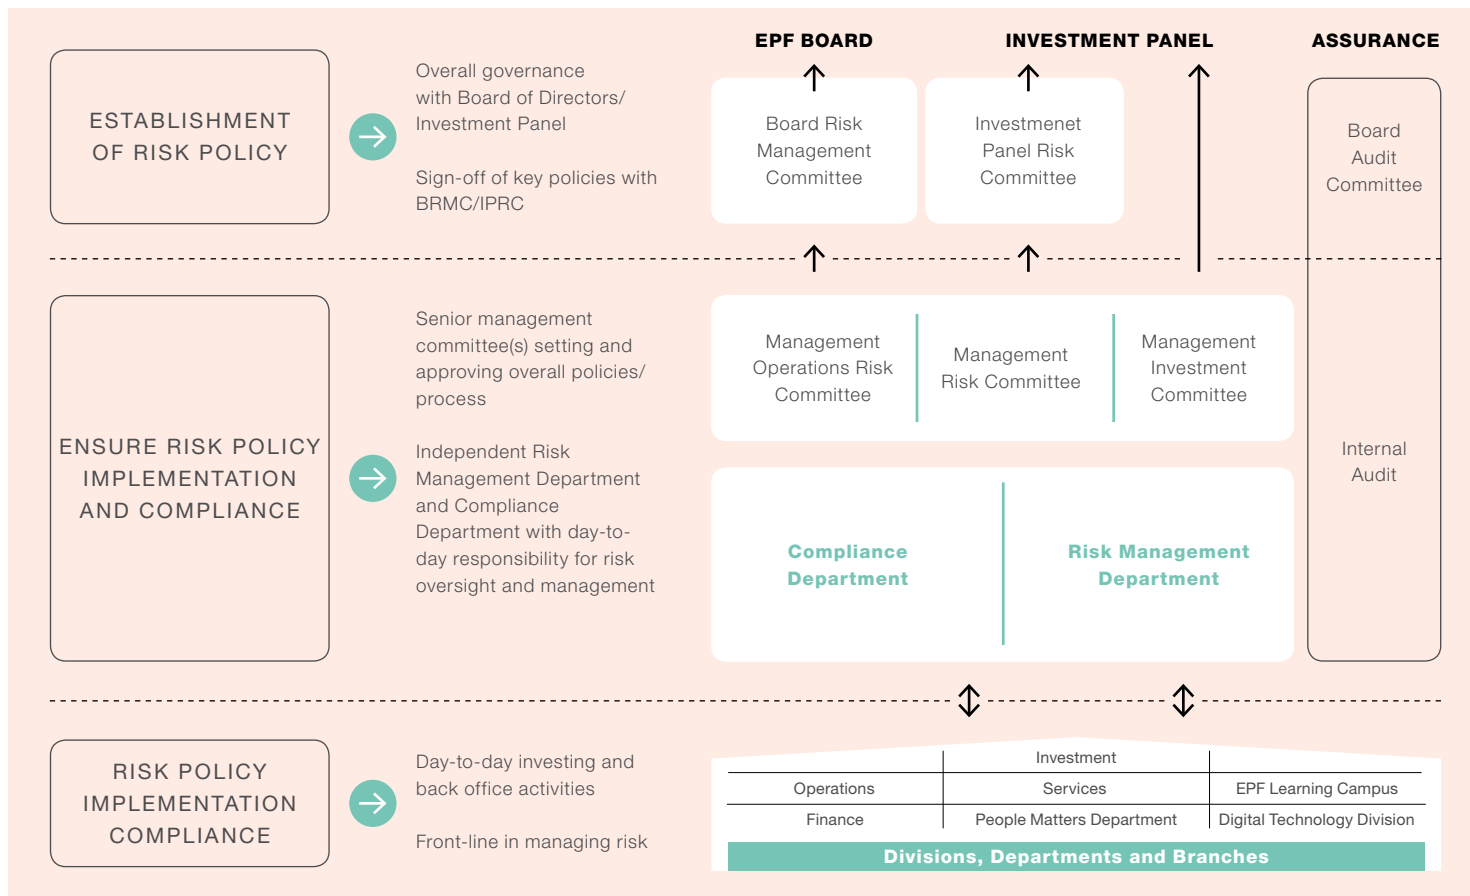 EPF BOARD
INVESTMENT PANEL
ASSURANCE
ESTABLISHMENT
OF RISK POLICY
Overall governance
with Board of Directors/
Investment Panel
Sign-off of key policies with
BRMC/IPRC
Board Risk
Management
Committee
Investmenet
Panel Risk
Committee
Board
Audit
Committee
ENSURE RISK POLICY
IMPLEMENTATION
AND COMPLIANCE
Senior management
committee(s) setting and
approving overall policies/
process
Independent Risk
Management Department
and Compliance
Department with day-to-
day responsibility for risk
oversight and management
Management
Operations Risk
Committee
Management
Risk Committee
Management
Investment
Committee
Compliance
Department
Risk Management
Department
Internal
Audit
RISK POLICY
IMPLEMENTATION
COMPLIANCE
Day-to-day investing and
back office activities
Front-line in managing risk
Investment
Operations
Services
EPF Learning Campus
Finance
People Matters Department
Digital Technology Division
Divisions, Departments and Branches